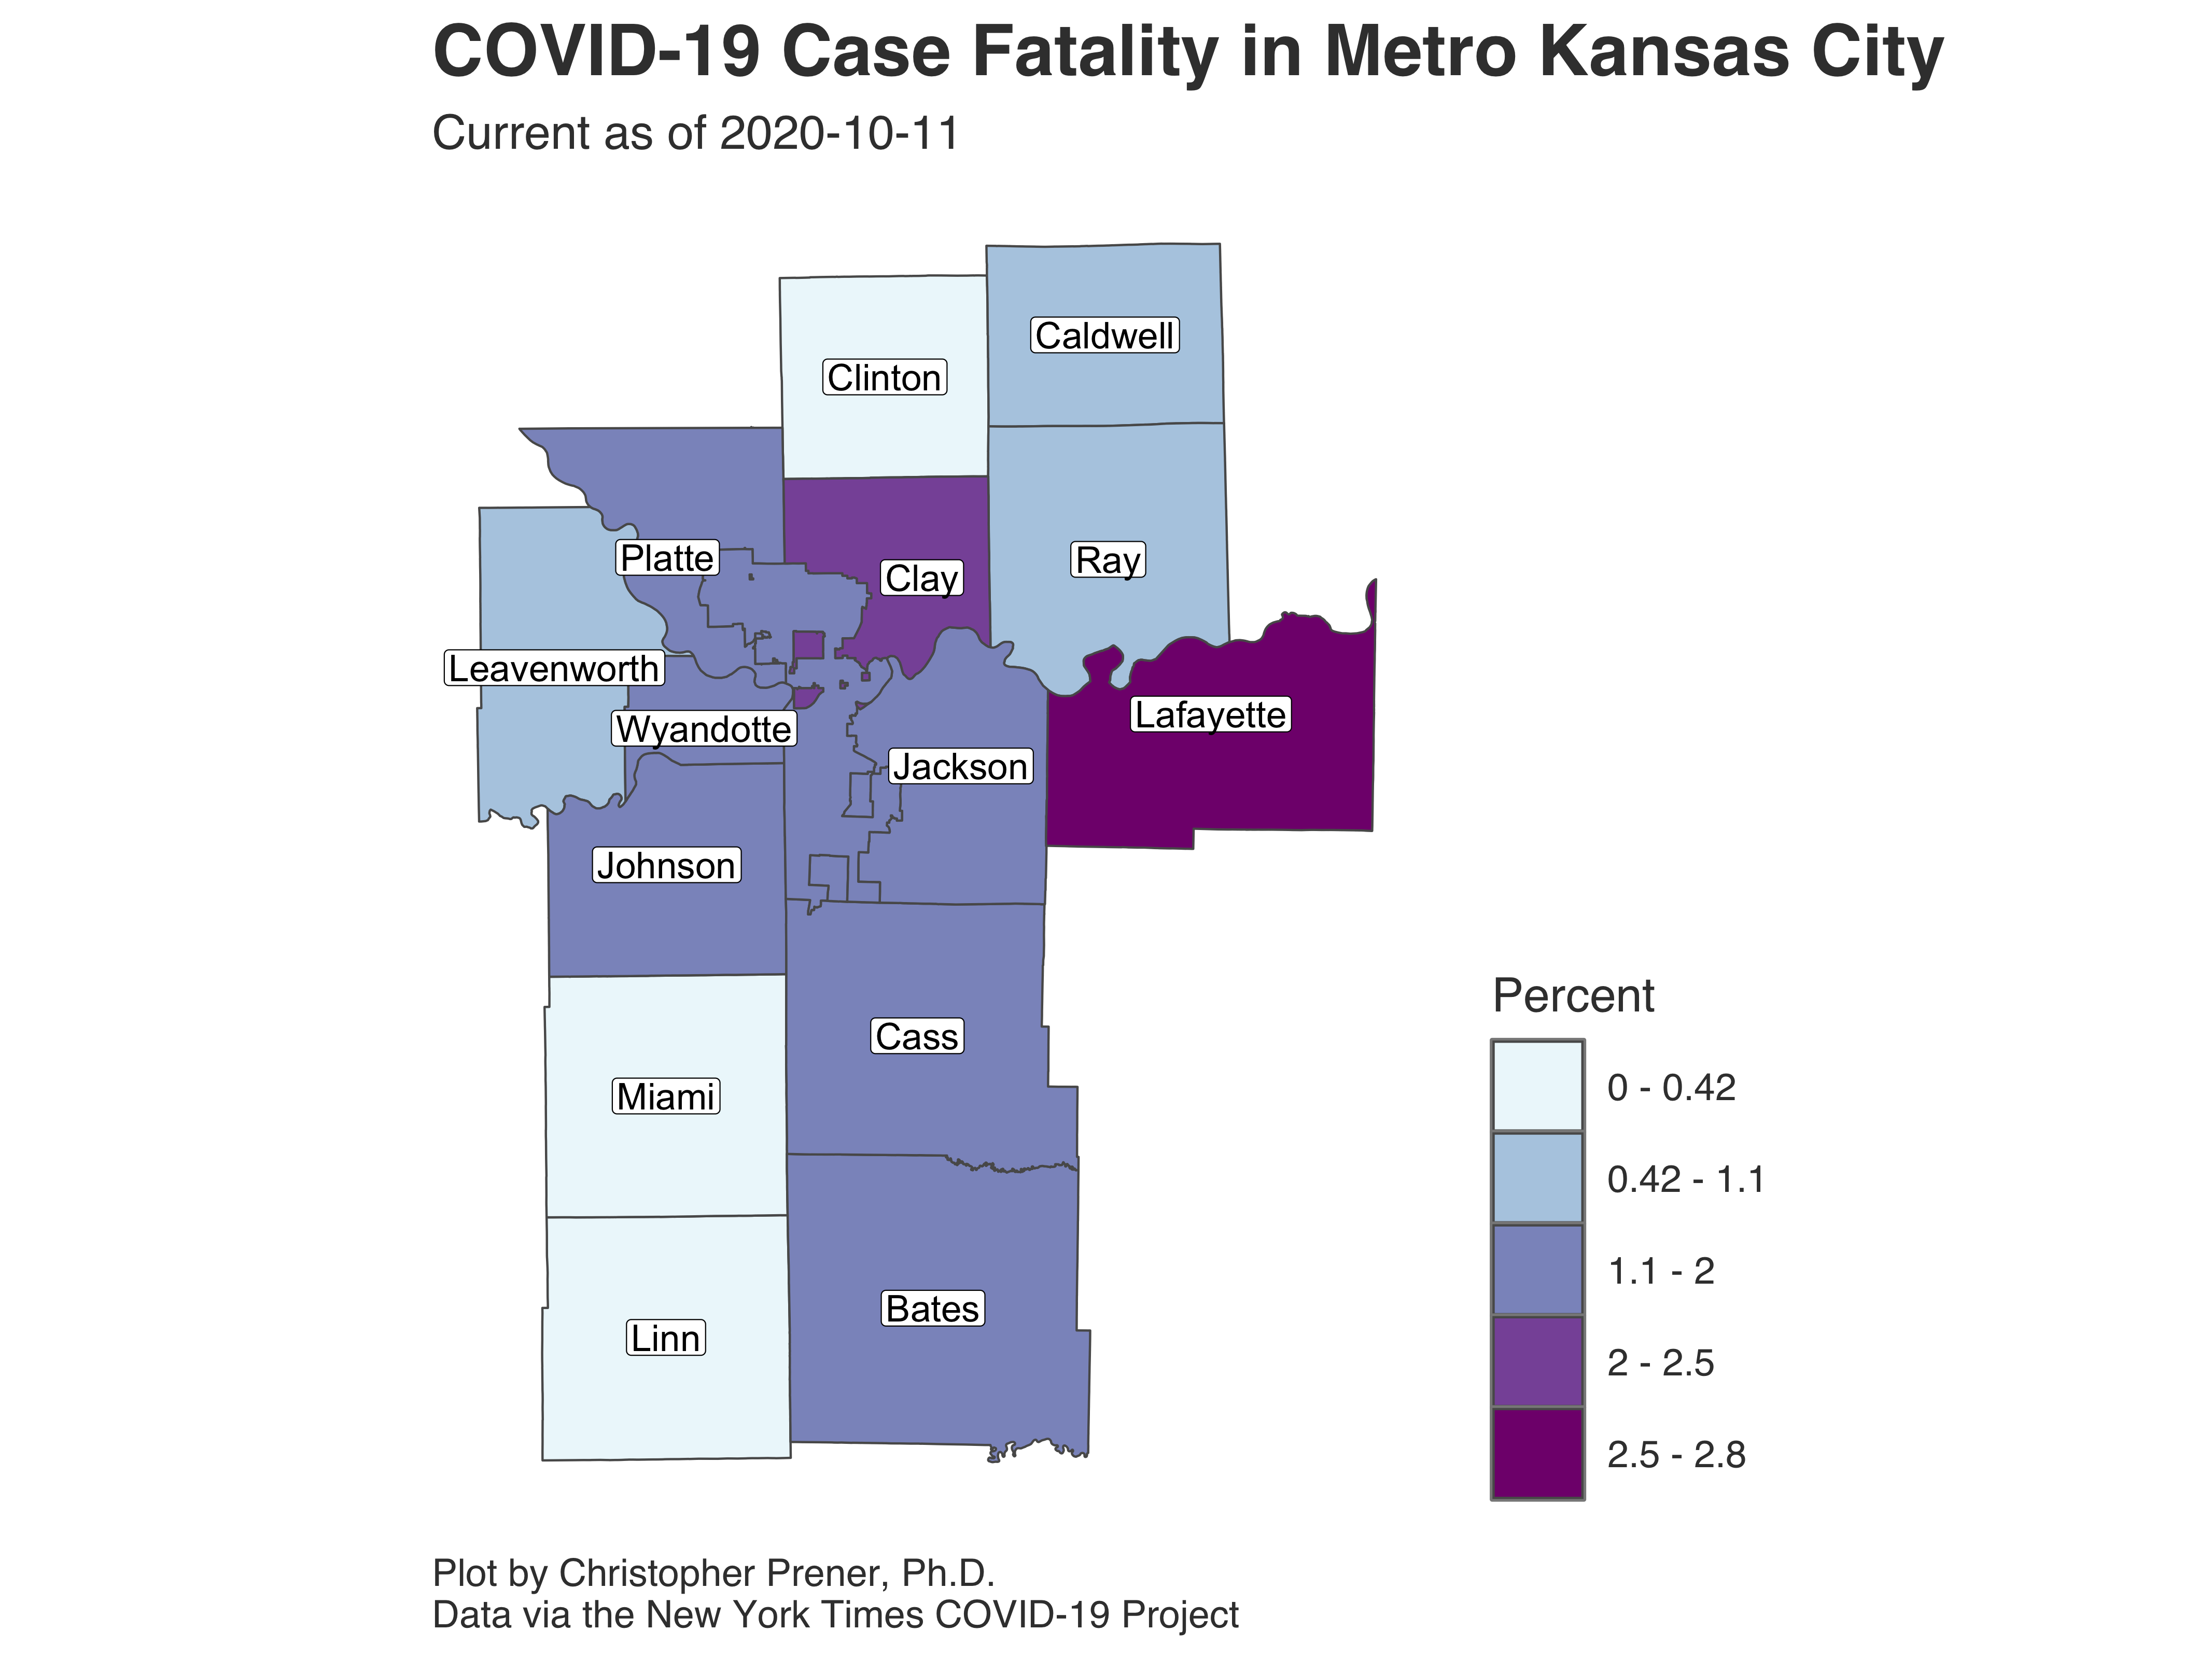 COVID-19 Case Fatality in Metro Kansas City
Current as of 2020-10-11
Caldwell
Clinton
Platte
Clay
Ray
Leavenworth
Lafayette
Wyandotte
Jackson
Johnson
Cass
Miami
Bates
Linn
Percent
0 - 0.42
0.42 - 1.1
1.1 - 2
2 - 2.5
2.5 - 2.8
Plot by Christopher Prener, Ph.D.
Data via the New York Times COVID-19 Project